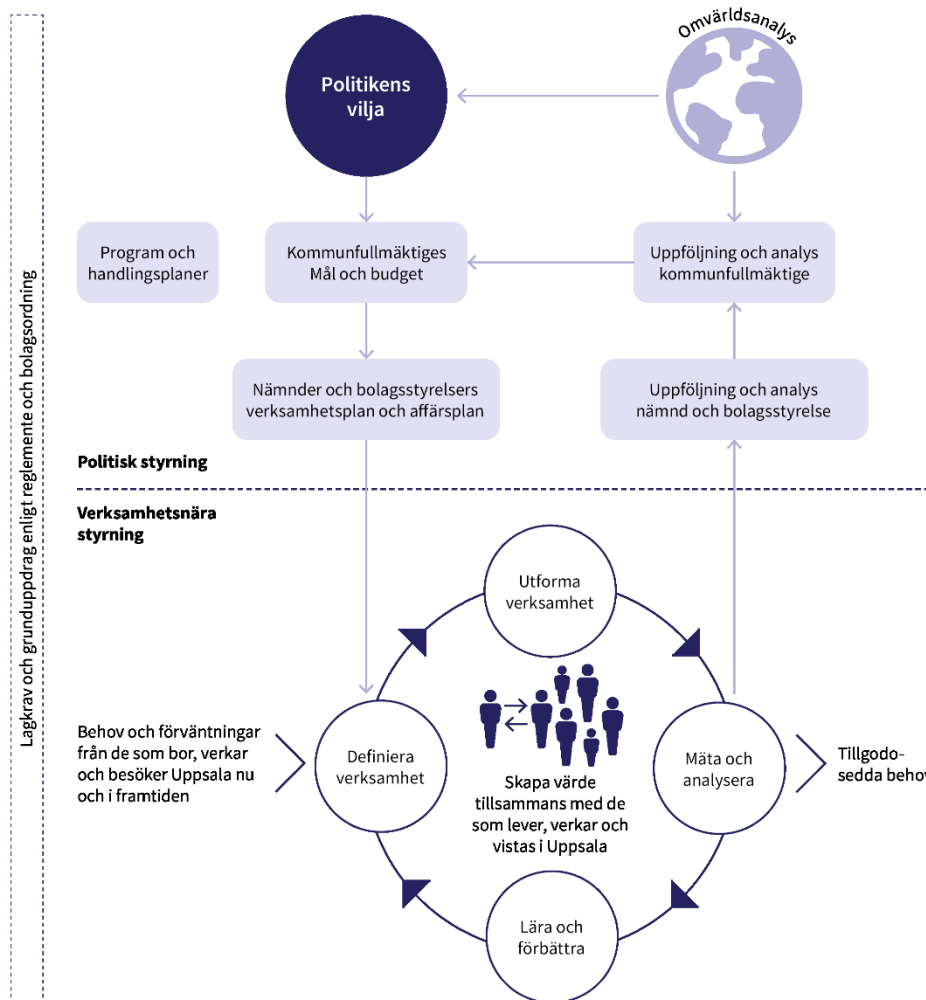 Omvärldsanalys
Politikens
vilja
Program och
handlingsplaner
Kommunfullmäktiges
Mål och budget
Uppföljning och analys
kommunfullmäktige
Nämnder och bolagsstyrelsers
verksamhetsplan och affärsplan
Uppföljning och analys
nämnd och bolagsstyrelse
Lagkrav och grunduppdrag enligt reglemente och bolagsordning
Politisk styrning
Verksamhetsnära
styrning
Utforma
verksamhet
Behov och förväntningar
från de som bor, verkar
och besöker Uppsala nu
och i framtiden
Definiera
verksamhet
Skapa värde
tillsammans med de
som lever, verkar och
vistas i Uppsala
Mäta och
analysera
Tillgodo-
sedda behov
Lära och
förbättra